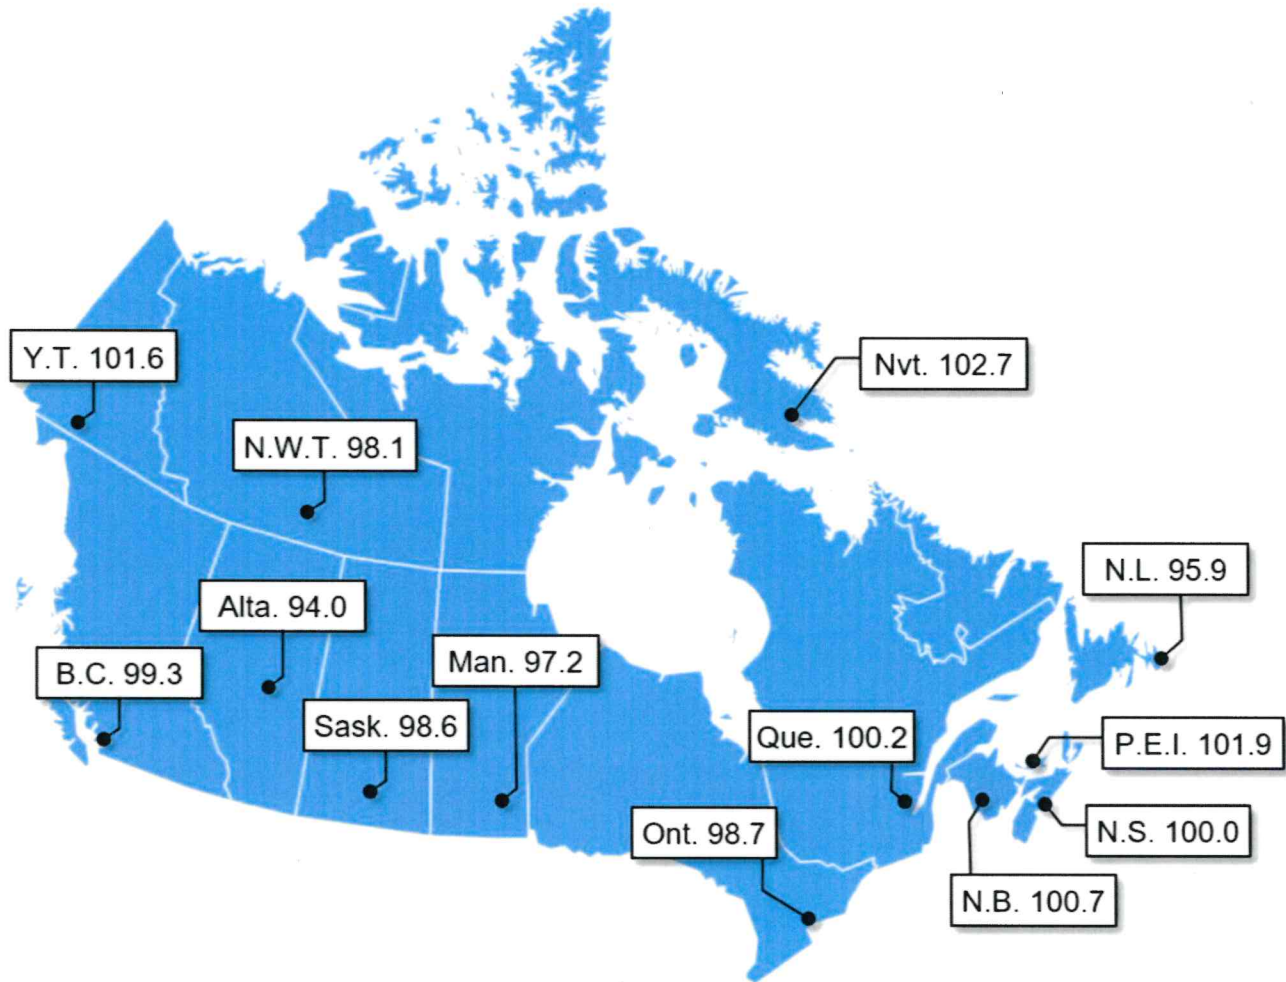 Y.T. 101.6
Nvt. 102.7
N.W.T. 98.1
N.L. 95.9
Alta. 94.0
Man. 97.2
B.C. 99.3
Sask. 98.6
Que. 100.2
P.E.I. 101.9
Ont. 98.7
N.S. 100.0
N.B. 100.7